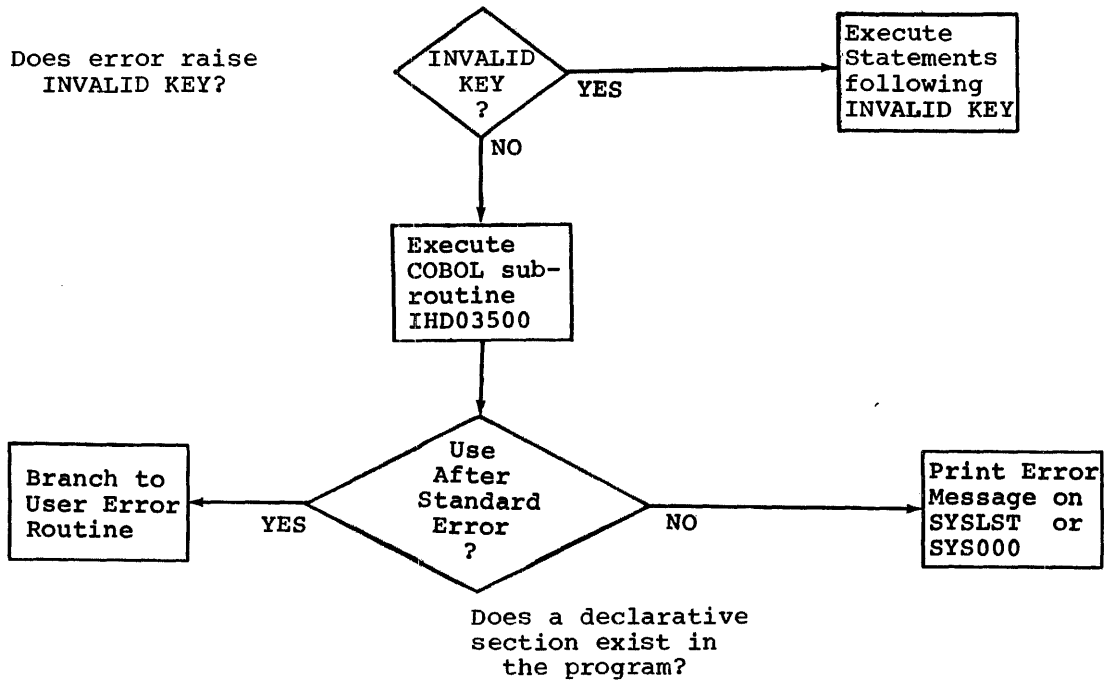 Does error raise
INVALID KEY?
INVALID
KEY
?
YES
Execute
Statements
following
INVALID KEY
NO
Execute
COBOL sub-
routine
IHD03500
Use
After
Standard
Error
?
YES
Branch to
User Error
Routine
NO
Print Error
Message on
SYSLST or
SYS000
Does a declarative
section exist in
the program?